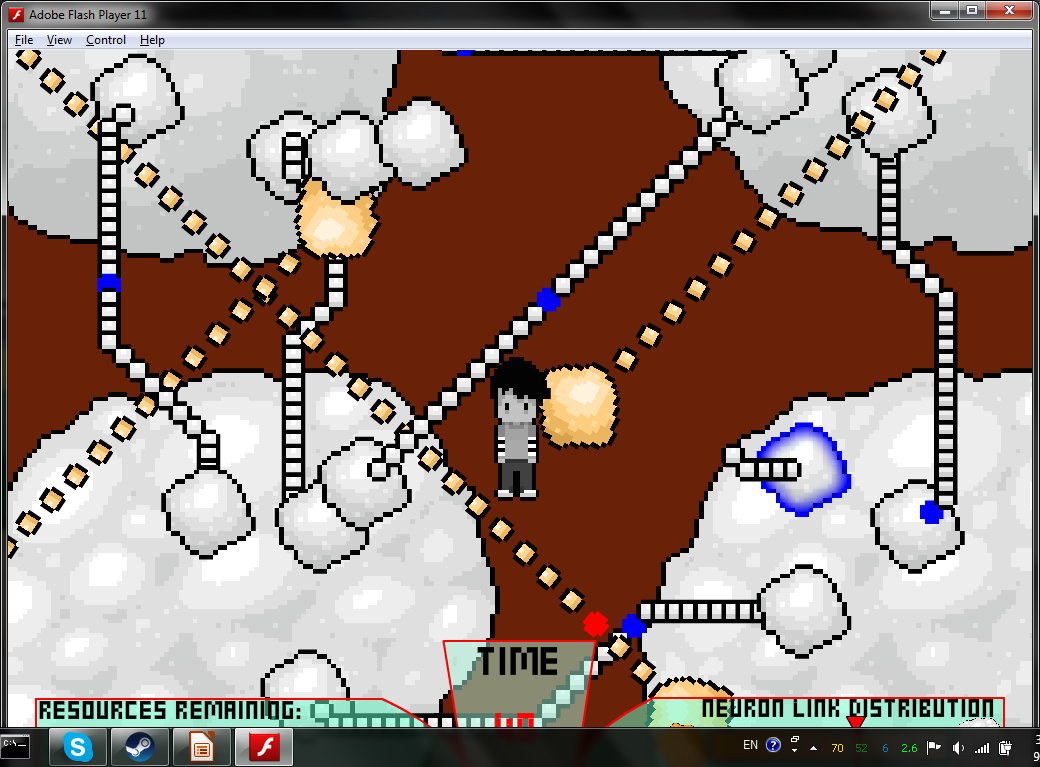 Adobe Flash Player 11
File View Control Help
TIME
RESOURCES REMAINING:
NEURON LINK DISTRIBUTION
C:\
EN
70 52 6 2.6